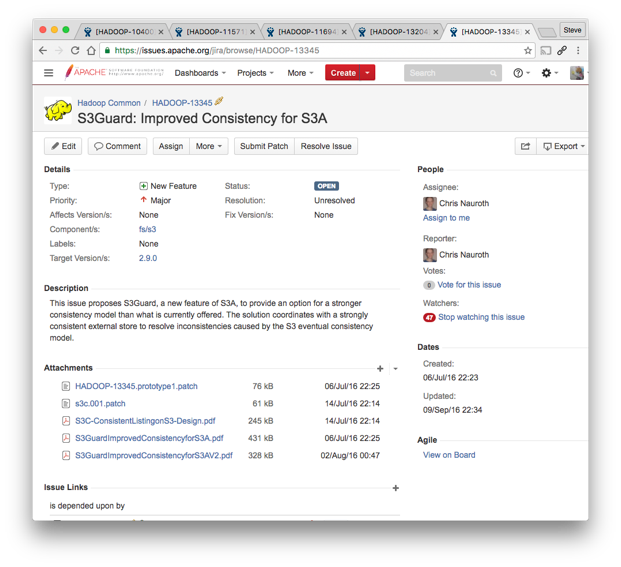 [HADOOP-1040
[HADOOP-1157
[HADOOP-1169
[HADOOP-1320
[HADOOP-1334
Steve
https://issues.apache.org/jira/browse/HADOOP-13345
APACHE
http://www.apache.org/
Dashboards Projects More Create Search
Hadoop Common / HADOOP-13345
S3Guard: Improved Consistency for S3A
Edit Comment Assign More Submit Patch Resolve Issue Export
Details
Type: New Feature Status: OPEN
Priority: Major Resolution: Unresolved
Affects Version/s: None Fix Version/s: None
Component/s: fs/s3
Labels: None
Target Version/s: 2.9.0
Description
This issue proposes S3Guard, a new feature of S3A, to provide an option for a stronger
consistency model than what is currently offered. The solution coordinates with a strongly
consistent external store to resolve inconsistencies caused by the S3 eventual consistency
model.
Attachments
HADOOP-13345.prototype1.patch 76 kB 06/Jul/16 22:25
s3c.001.patch 61 kB 14/Jul/16 22:14
S3C-ConsistentListingonS3-Design.pdf 245 kB 14/Jul/16 22:14
S3GuardImprovedConsistencyforS3A.pdf 431 kB 06/Jul/16 22:25
S3GuardImprovedConsistencyforS3AV2.pdf 328 kB 02/Aug/16 00:47
Issue Links
is depended upon by
People
Assignee:
Chris Nauroth
Assign to me
Reporter:
Chris Nauroth
Votes:
0 Vote for this issue
Watchers:
47 Stop watching this issue
Dates
Created:
06/Jul/16 22:23
Updated:
09/Sep/16 22:34
Agile
View on Board